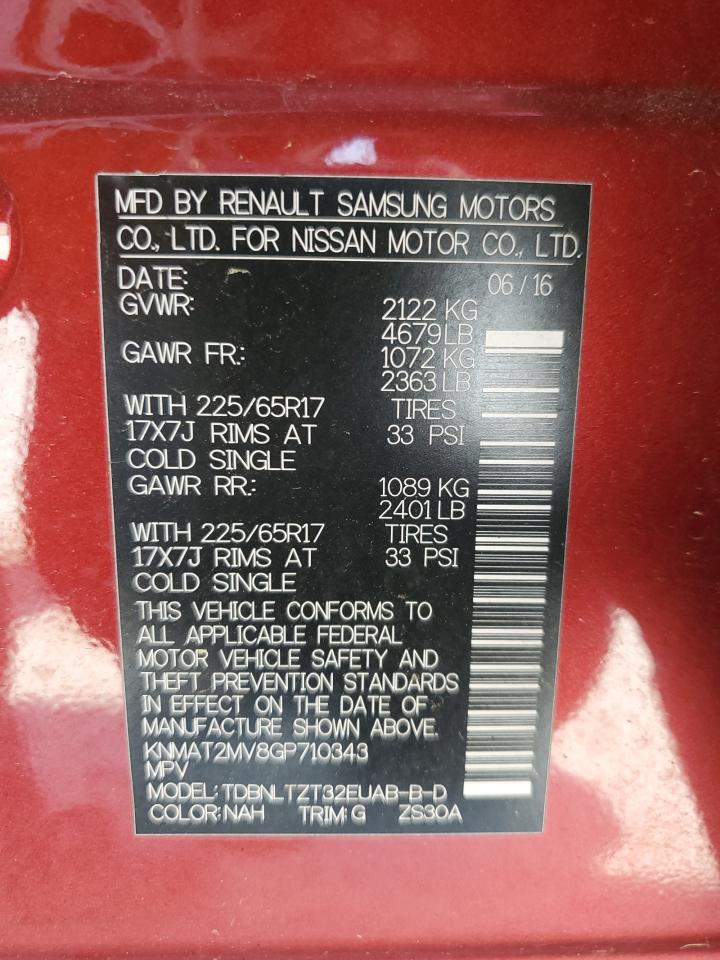 MFD BY RENAULT SAMSUNG MOTORS
CO., LTD. FOR NISSAN MOTOR CO., LTD.
DATE: 06 / 16
GVWR: 2122 KG
4679 LB
GAWR FR.: 1072 KG
2363 LB
WITH 225/65R17 TIRES
17X7J RIMS AT 33 PSI
COLD SINGLE
GAWR RR.: 1089 KG
2401 LB
WITH 225/65R17 TIRES
17X7J RIMS AT 33 PSI
COLD SINGLE
THIS VEHICLE CONFORMS TO
ALL APPLICABLE FEDERAL
MOTOR VEHICLE SAFETY AND
THEFT PREVENTION STANDARDS
IN EFFECT ON THE DATE OF
MANUFACTURE SHOWN ABOVE.
KNMAT2MV8GP710343
MPV
MODEL: TDBNLTZT32EUAB-B-D
COLOR: NAH TRIM: G ZS30A